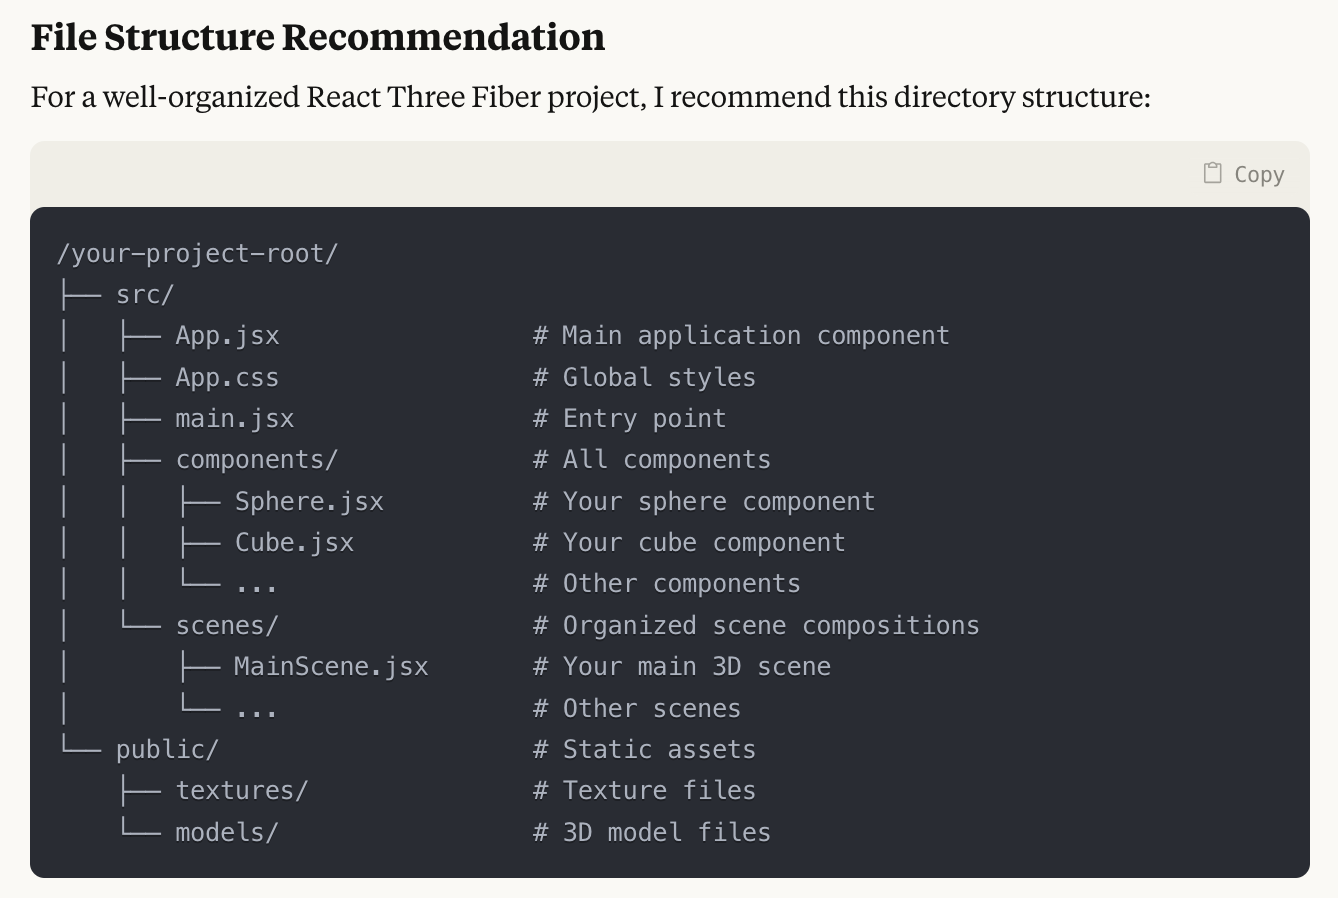 File Structure Recommendation
For a well-organized React Three Fiber project, I recommend this directory structure:
Copy
/your-project-root/
├── src/
│   ├── App.jsx                 # Main application component
│   ├── App.css                 # Global styles
│   ├── main.jsx                # Entry point
│   ├── components/             # All components
│   │   ├── Sphere.jsx          # Your sphere component
│   │   ├── Cube.jsx            # Your cube component
│   │   └── ...                 # Other components
│   └── scenes/                 # Organized scene compositions
│       ├── MainScene.jsx       # Your main 3D scene
│       └── ...                 # Other scenes
└── public/                     # Static assets
    ├── textures/               # Texture files
    └── models/                 # 3D model files